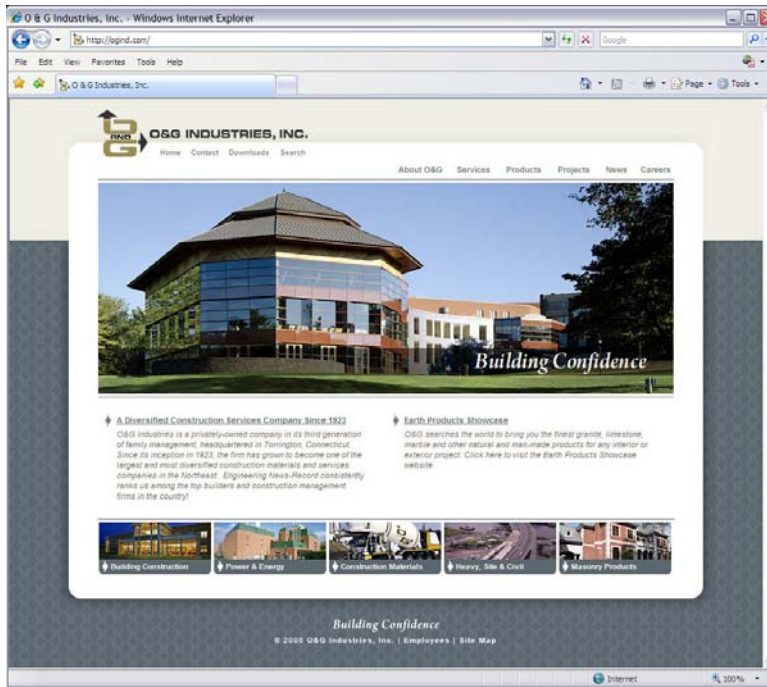 O & G Industries, Inc. - Windows Internet Explorer
http://ogind.com/
Google
File Edit View Favorites Tools Help
O & G Industries, Inc.
Page Tools
O AND G
O&G INDUSTRIES, INC.
Home Contact Downloads Search
About O&G Services Products Projects News Careers
Building Confidence
A Diversified Construction Services Company Since 1923
O&G Industries is a privately-owned company in its third generation
of family management, headquartered in Torrington, Connecticut.
Since its inception in 1923, the firm has grown to become one of the
largest and most diversified construction materials and services
companies in the Northeast. Engineering News-Record consistently
ranks us among the top builders and construction management
firms in the country!
Earth Products Showcase
O&G searches the world to bring you the finest granite, limestone,
marble and other natural and man-made products for any interior or
exterior project. Click here to visit the Earth Products Showcase
website
Building Construction
Power & Energy
Construction Materials
Heavy, Site & Civil
Masonry Products
Building Confidence
© 2008 O&G Industries, Inc. | Employees | Site Map
Internet
100%